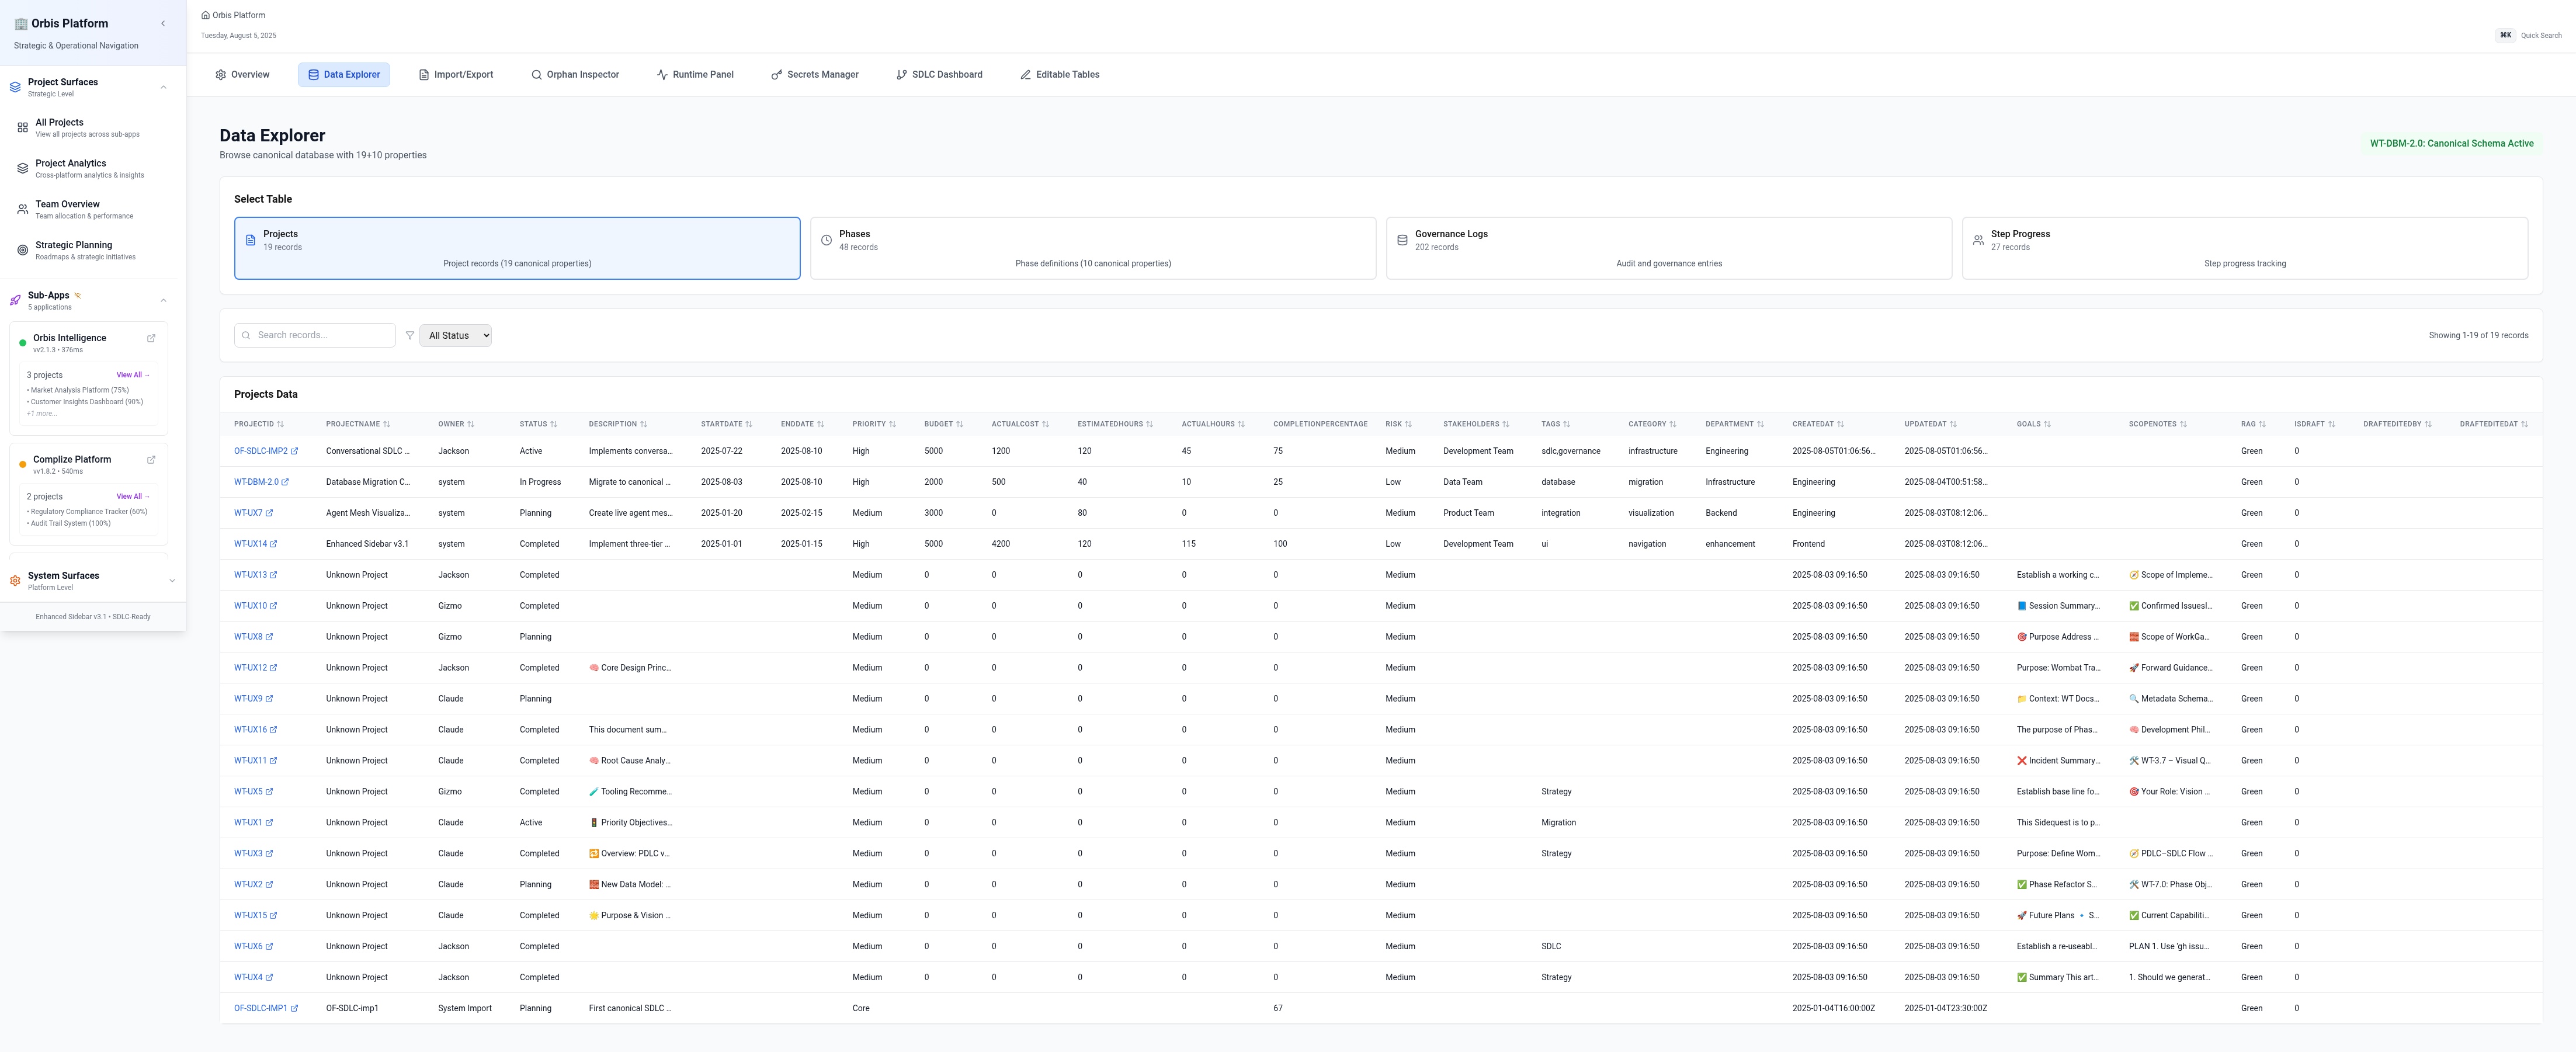 🏢 Orbis Platform
Strategic & Operational Navigation
Project Surfaces
Strategic Level
All Projects
View all projects across sub-apps
Project Analytics
Cross-platform analytics & insights
Team Overview
Team allocation & performance
Strategic Planning
Roadmaps & strategic initiatives
Sub-Apps
5 applications
Orbis Intelligence
vv2.1.3 • 376ms
3 projects View All →
• Market Analysis Platform (75%)
• Customer Insights Dashboard (90%)
+1 more...
Complize Platform
vv1.8.2 • 540ms
2 projects View All →
• Regulatory Compliance Tracker (60%)
• Audit Trail System (100%)
System Surfaces
Platform Level
Enhanced Sidebar v3.1 • SDLC-Ready
Orbis Platform
Tuesday, August 5, 2025
⌘K Quick Search
Overview Data Explorer Import/Export Orphan Inspector Runtime Panel Secrets Manager SDLC Dashboard Editable Tables
Data Explorer
Browse canonical database with 19+10 properties
WT-DBM-2.0: Canonical Schema Active
Select Table
Projects
19 records
Project records (19 canonical properties)
Phases
48 records
Phase definitions (10 canonical properties)
Governance Logs
202 records
Audit and governance entries
Step Progress
27 records
Step progress tracking
Search records... All Status Showing 1-19 of 19 records
Projects Data
PROJECTID PROJECTNAME OWNER STATUS DESCRIPTION STARTDATE ENDDATE PRIORITY BUDGET ACTUALCOST ESTIMATEDHOURS ACTUALHOURS COMPLETIONPERCENTAGE RISK STAKEHOLDERS TAGS CATEGORY DEPARTMENT CREATEDAT UPDATEDAT GOALS SCOPENOTES RAG ISDRAFT DRAFTEDITEDBY DRAFTEDITEDAT
OF-SDLC-IMP2 Conversational SDLC ... Jackson Active Implements conversa... 2025-07-22 2025-08-10 High 5000 1200 120 45 75 Medium Development Team sdlc,governance infrastructure Engineering 2025-08-05T01:06:56... 2025-08-05T01:06:56... Green 0
WT-DBM-2.0 Database Migration C... system In Progress Migrate to canonical ... 2025-08-03 2025-08-10 High 2000 500 40 10 25 Low Data Team database migration Infrastructure Engineering 2025-08-04T00:51:58... Green 0
WT-UX7 Agent Mesh Visualiza... system Planning Create live agent mes... 2025-01-20 2025-02-15 Medium 3000 0 80 0 0 Medium Product Team integration visualization Backend Engineering 2025-08-03T08:12:06... Green 0
WT-UX14 Enhanced Sidebar v3.1 system Completed Implement three-tier ... 2025-01-01 2025-01-15 High 5000 4200 120 115 100 Low Development Team ui navigation enhancement Frontend 2025-08-03T08:12:06... Green 0
WT-UX13 Unknown Project Jackson Completed Medium 0 0 0 0 0 Medium 2025-08-03 09:16:50 2025-08-03 09:16:50 Establish a working c... 🧭 Scope of Impleme... Green 0
WT-UX10 Unknown Project Gizmo Completed Medium 0 0 0 0 0 Medium 2025-08-03 09:16:50 2025-08-03 09:16:50 📘 Session Summary... ✅ Confirmed Issuesl... Green 0
WT-UX8 Unknown Project Gizmo Planning Medium 0 0 0 0 0 Medium 2025-08-03 09:16:50 2025-08-03 09:16:50 🎯 Purpose Address ... 🧱 Scope of WorkGa... Green 0
WT-UX12 Unknown Project Jackson Completed 🧠 Core Design Princ... Medium 0 0 0 0 0 Medium 2025-08-03 09:16:50 2025-08-03 09:16:50 Purpose: Wombat Tra... 🚀 Forward Guidance... Green 0
WT-UX9 Unknown Project Claude Planning Medium 0 0 0 0 0 Medium 2025-08-03 09:16:50 2025-08-03 09:16:50 📁 Context: WT Docs... 🔍 Metadata Schema... Green 0
WT-UX16 Unknown Project Claude Completed This document sum... Medium 0 0 0 0 0 Medium 2025-08-03 09:16:50 2025-08-03 09:16:50 The purpose of Phas... 🧠 Development Phil... Green 0
WT-UX11 Unknown Project Claude Completed 🧠 Root Cause Analy... Medium 0 0 0 0 0 Medium 2025-08-03 09:16:50 2025-08-03 09:16:50 ❌ Incident Summary... 🛠️ WT-3.7 – Visual Q... Green 0
WT-UX5 Unknown Project Gizmo Completed 🧪 Tooling Recomme... Medium 0 0 0 0 0 Medium Strategy 2025-08-03 09:16:50 2025-08-03 09:16:50 Establish base line fo... 🎯 Your Role: Vision ... Green 0
WT-UX1 Unknown Project Claude Active 🚦 Priority Objectives... Medium 0 0 0 0 0 Medium Migration 2025-08-03 09:16:50 2025-08-03 09:16:50 This Sidequest is to p... Green 0
WT-UX3 Unknown Project Claude Completed 🔁 Overview: PDLC v... Medium 0 0 0 0 0 Medium Strategy 2025-08-03 09:16:50 2025-08-03 09:16:50 Purpose: Define Wom... 🧭 PDLC–SDLC Flow ... Green 0
WT-UX2 Unknown Project Claude Planning 🧱 New Data Model: ... Medium 0 0 0 0 0 Medium 2025-08-03 09:16:50 2025-08-03 09:16:50 ✅ Phase Refactor S... 🛠️ WT-7.0: Phase Obj... Green 0
WT-UX15 Unknown Project Claude Completed 🌟 Purpose & Vision ... Medium 0 0 0 0 0 Medium 2025-08-03 09:16:50 2025-08-03 09:16:50 🚀 Future Plans 🔹 S... ✅ Current Capabiliti... Green 0
WT-UX6 Unknown Project Jackson Completed Medium 0 0 0 0 0 Medium SDLC 2025-08-03 09:16:50 2025-08-03 09:16:50 Establish a re-useabl... PLAN 1. Use 'gh issu... Green 0
WT-UX4 Unknown Project Jackson Completed Medium 0 0 0 0 0 Medium Strategy 2025-08-03 09:16:50 2025-08-03 09:16:50 ✅ Summary This art... 1. Should we generat... Green 0
OF-SDLC-IMP1 OF-SDLC-imp1 System Import Planning First canonical SDLC ... Core 67 2025-01-04T16:00:00Z 2025-01-04T23:30:00Z Green 0